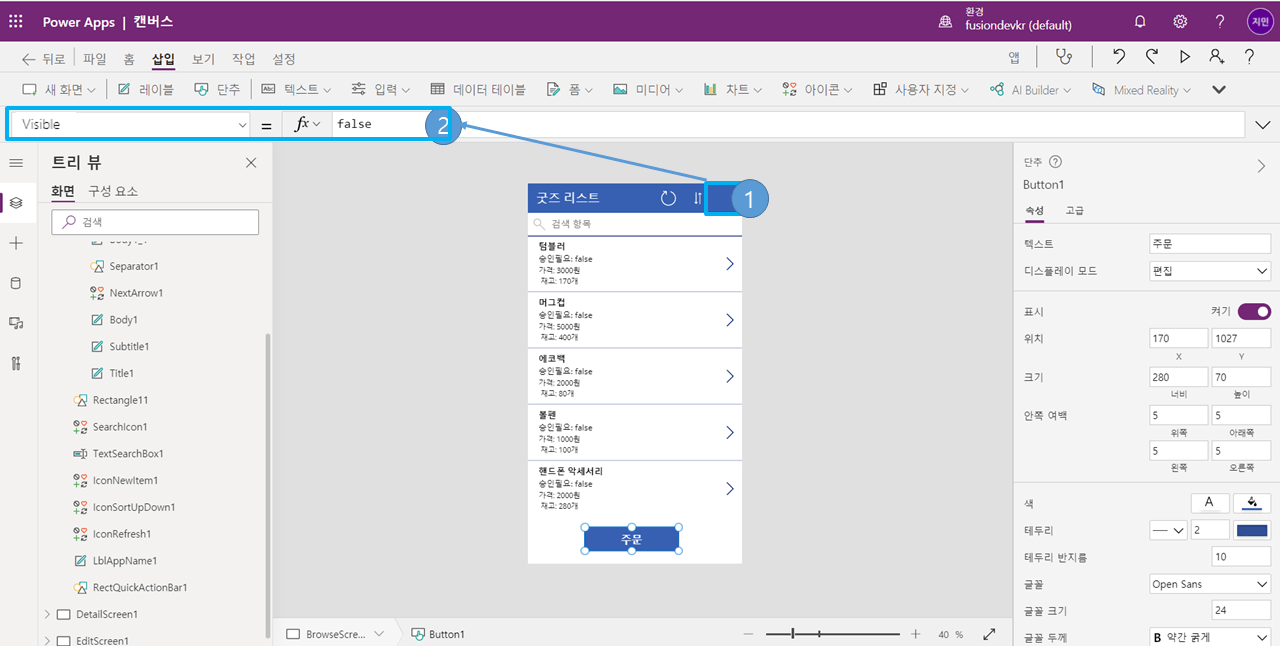 Power Apps | 캔버스
환경
fusiondevkr (default)
지민
뒤로 파일 홈 삽입 보기 작업 설정
앱
새 화면 레이블 단추 텍스트 입력 데이터 테이블 폼 미디어 차트 아이콘 사용자 지정 AI Builder Mixed Reality
Visible = fx false
2
트리 뷰
화면 구성 요소
검색
Separator1
NextArrow1
Body1
Subtitle1
Title1
Rectangle11
SearchIcon1
TextSearchBox1
IconNewItem1
IconSortUpDown1
IconRefresh1
LblAppName1
RectQuickActionBar1
DetailScreen1
EditScreen1
굿즈 리스트
1
검색 항목
텀블러
승인필요: false
가격: 3000원
재고: 170개
머그컵
승인필요: false
가격: 5000원
재고: 400개
에코백
승인필요: false
가격: 2000원
재고: 80개
볼펜
승인필요: false
가격: 1000원
재고: 100개
핸드폰 악세서리
승인필요: false
가격: 2000원
재고: 280개
주문
BrowseScre... Button1
40 %
단추
Button1
속성 고급
텍스트 주문
디스플레이 모드 편집
표시 켜기
위치 170 1027
X Y
크기 280 70
너비 높이
안쪽 여백 5 5
위쪽 아래쪽
5 5
왼쪽 오른쪽
색 A
테두리 2
테두리 반지름 10
글꼴 Open Sans
글꼴 크기 24
글꼴 두께 B 약간 굵게